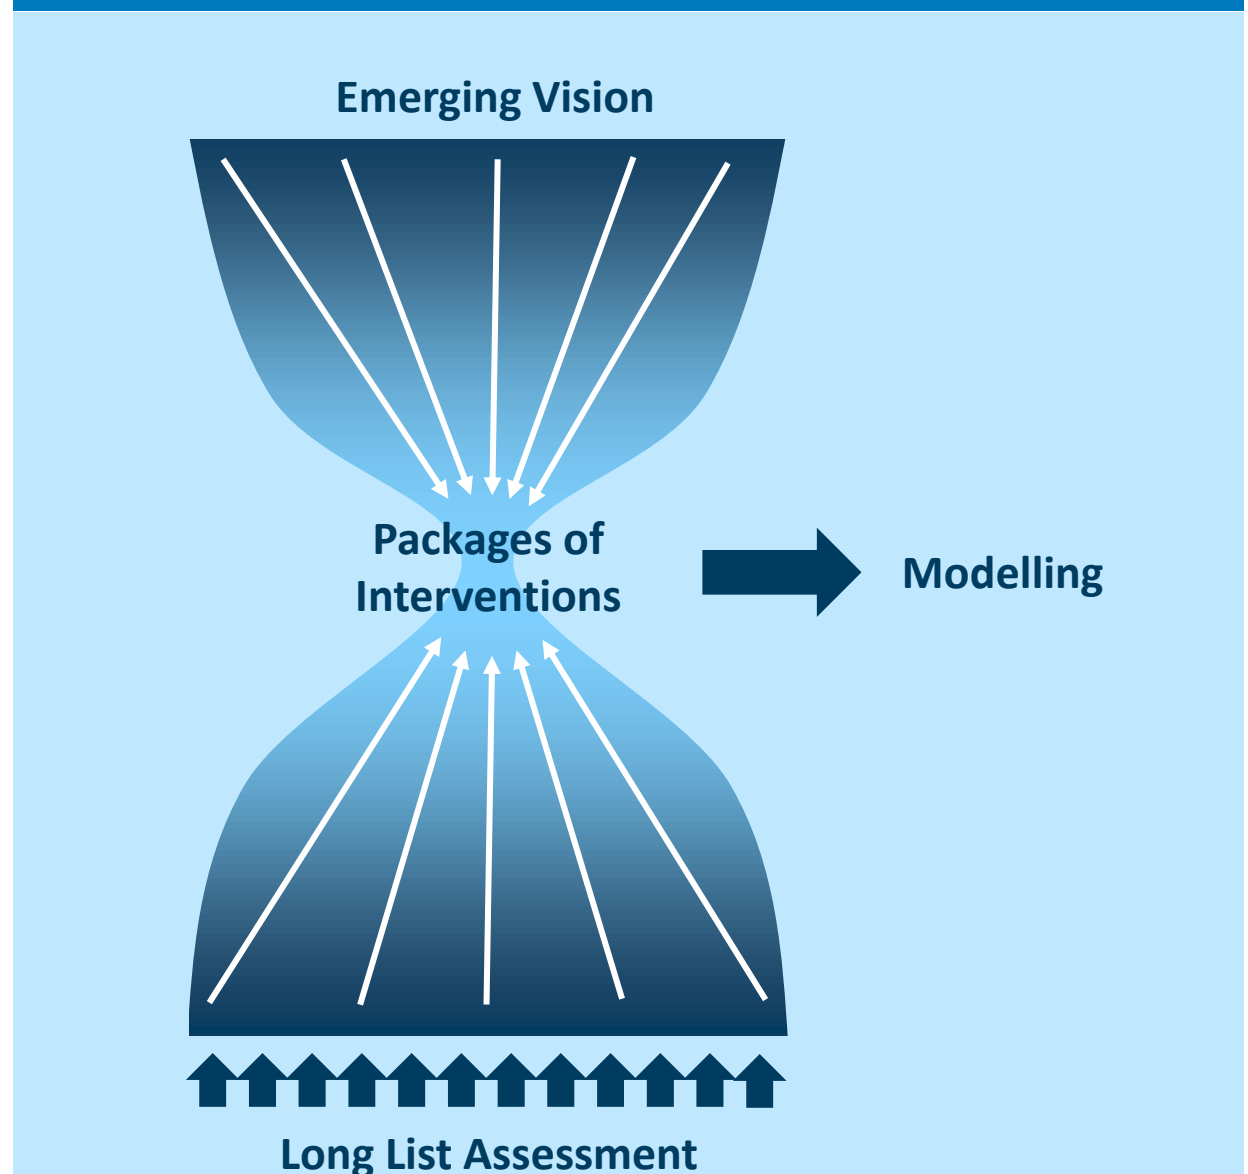 Emerging Vision
Packages of
Interventions
Modelling
Long List Assessment